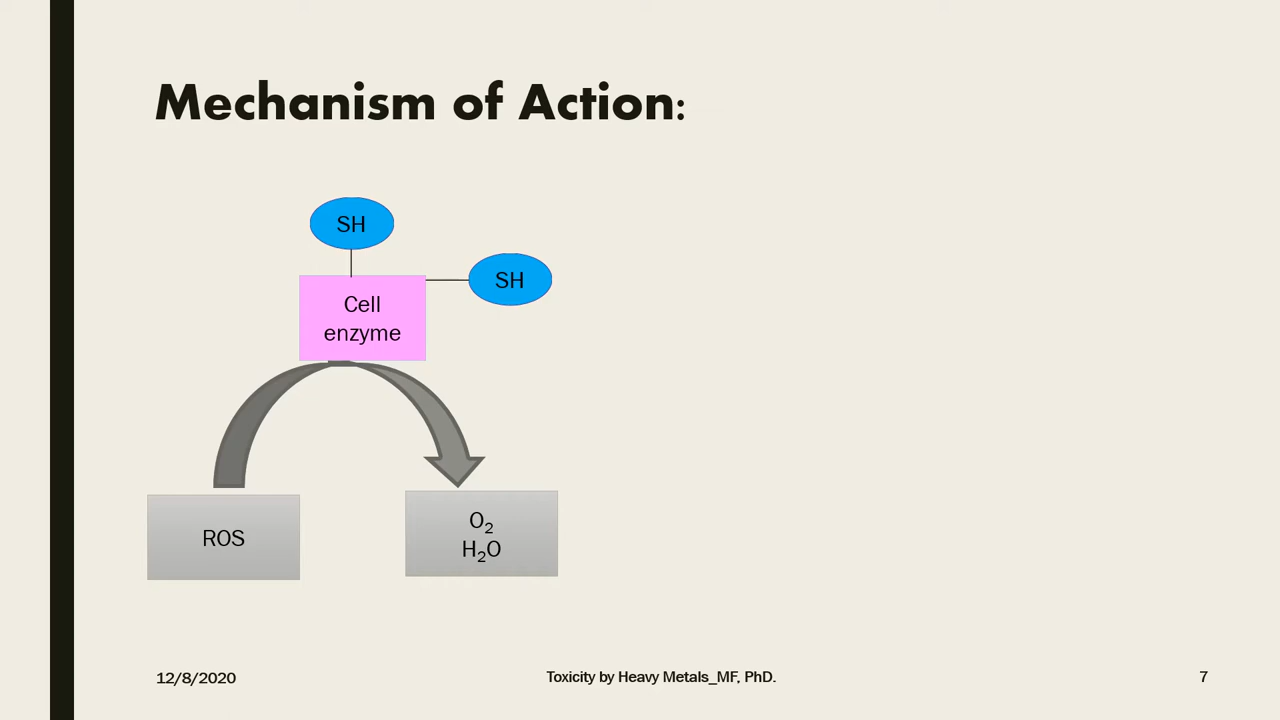 Mechanism of Action:
SH
SH
Cell
enzyme
ROS
O₂
H₂O
12/8/2020
Toxicity by Heavy Metals_MF, PhD.
7